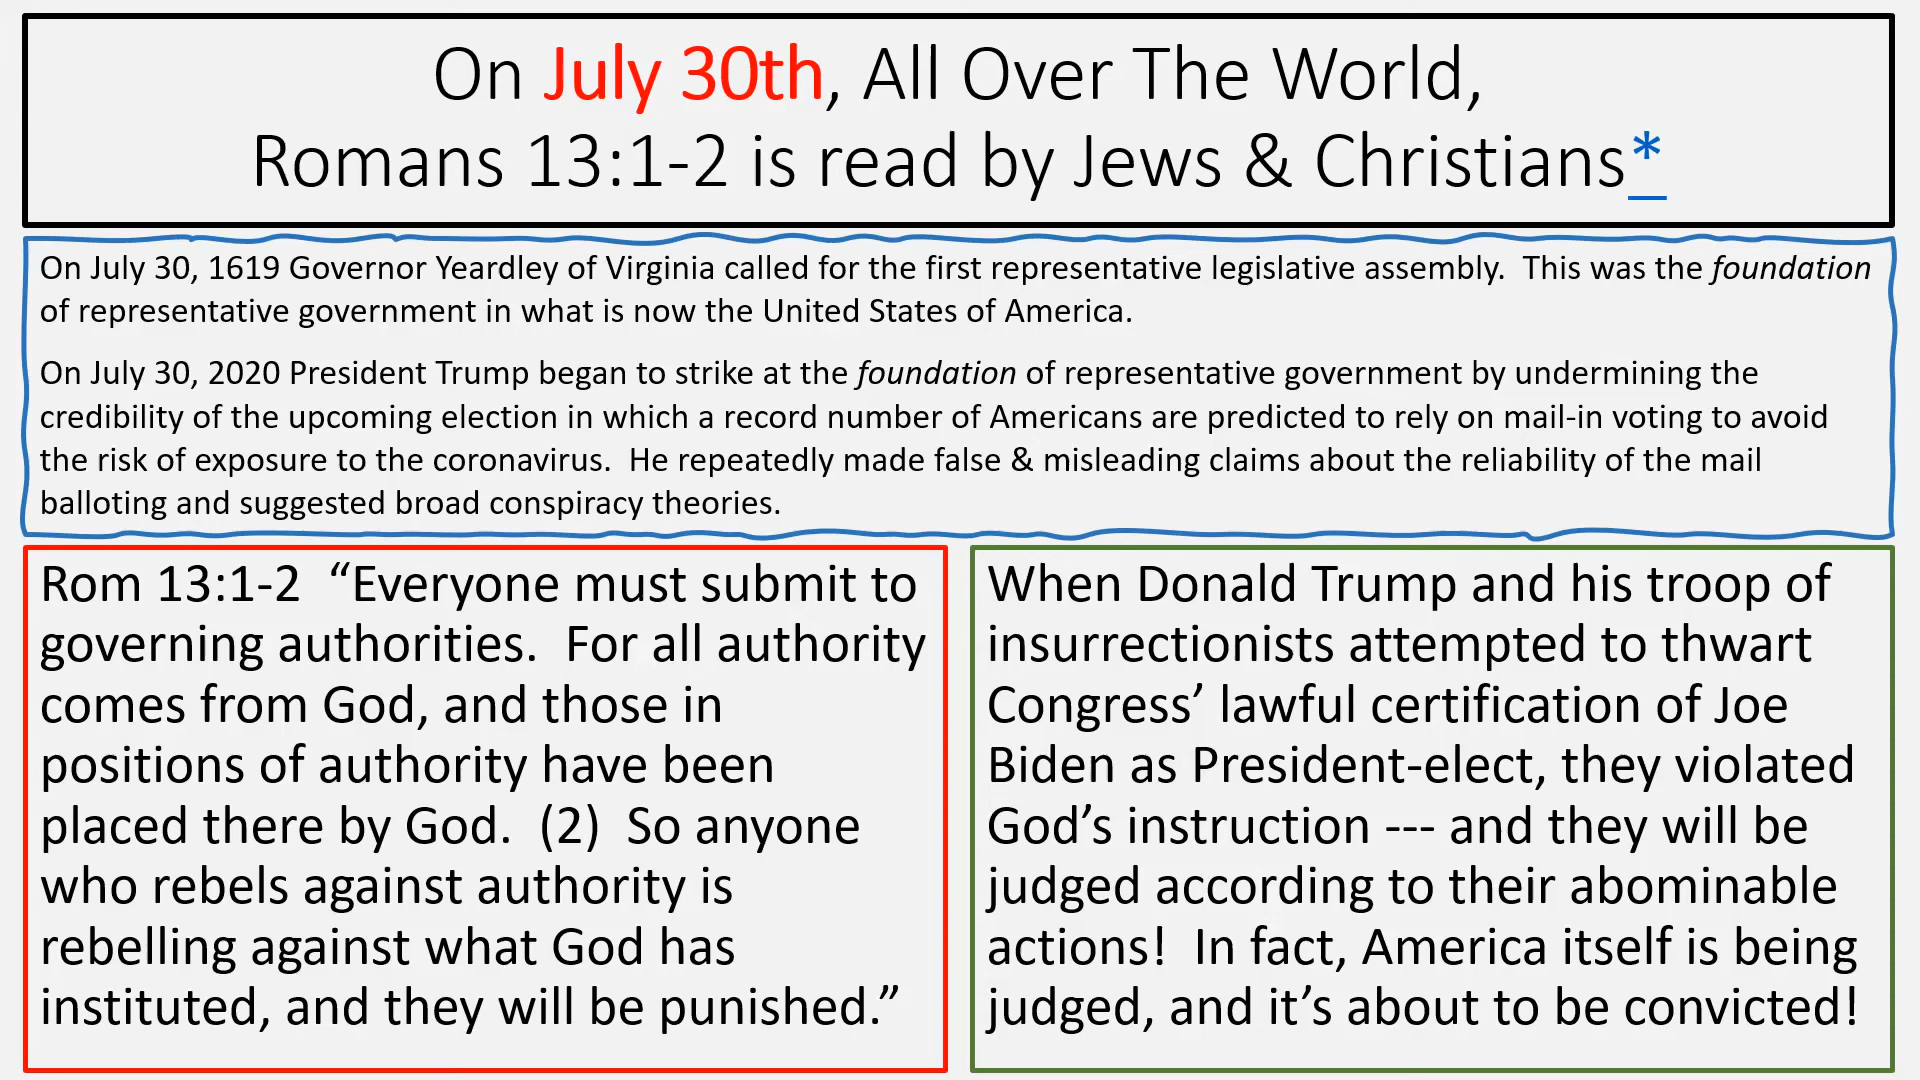 On July 30th, All Over The World,
Romans 13:1-2 is read by Jews & Christians*
On July 30, 1619 Governor Yeardley of Virginia called for the first representative legislative assembly.  This was the foundation
of representative government in what is now the United States of America.
On July 30, 2020 President Trump began to strike at the foundation of representative government by undermining the
credibility of the upcoming election in which a record number of Americans are predicted to rely on mail-in voting to avoid
the risk of exposure to the coronavirus.  He repeatedly made false & misleading claims about the reliability of the mail
balloting and suggested broad conspiracy theories.
Rom 13:1-2  “Everyone must submit to
governing authorities.  For all authority
comes from God, and those in
positions of authority have been
placed there by God.  (2)  So anyone
who rebels against authority is
rebelling against what God has
instituted, and they will be punished.”
When Donald Trump and his troop of
insurrectionists attempted to thwart
Congress’ lawful certification of Joe
Biden as President-elect, they violated
God’s instruction --- and they will be
judged according to their abominable
actions!  In fact, America itself is being
judged, and it’s about to be convicted!